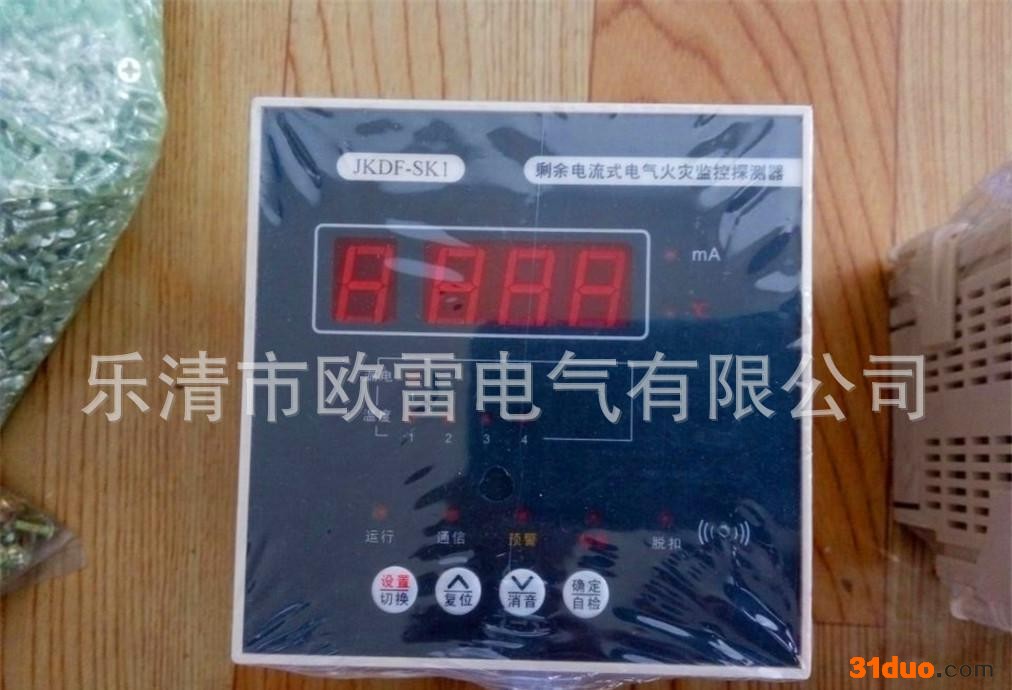 JKDF-SK1
剩余电流式电气火灾监控探测器
mA
℃
乐清市欧雷电气有限公司
1 2 3 4
运行 通信 预警 脱扣
设置 复位 消音 确定
切换 自检
31duo.com